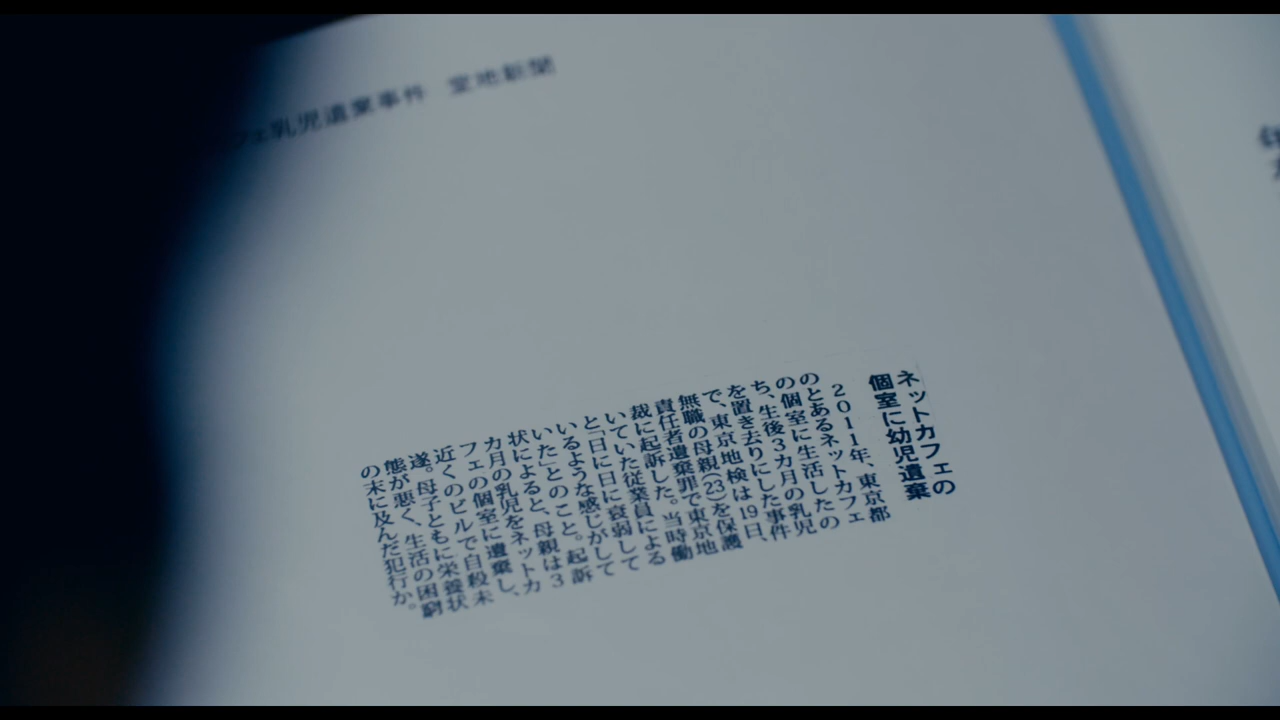 フェ乳児遺棄事件
ネットカフェの
個室に幼児遺棄
2011年、東京都
のとあるネットカフェ
の個室に生活したの
ち、生後3カ月の乳児
を置き去りにした事件
で、東京地検は19日、
無職の母親(23)を保護
責任者遺棄罪で東京地
裁に起訴した。当時働
いていた従業員による
と「日に日に衰弱して
いるような感じがして
いた」とのこと。起訴
状によると、母親は3
カ月の乳児をネットカ
フェの個室に遺棄し、
近くのビルで自殺未
遂。母子ともに栄養状
態が悪く、生活の困窮
の末に及んだ犯行か。